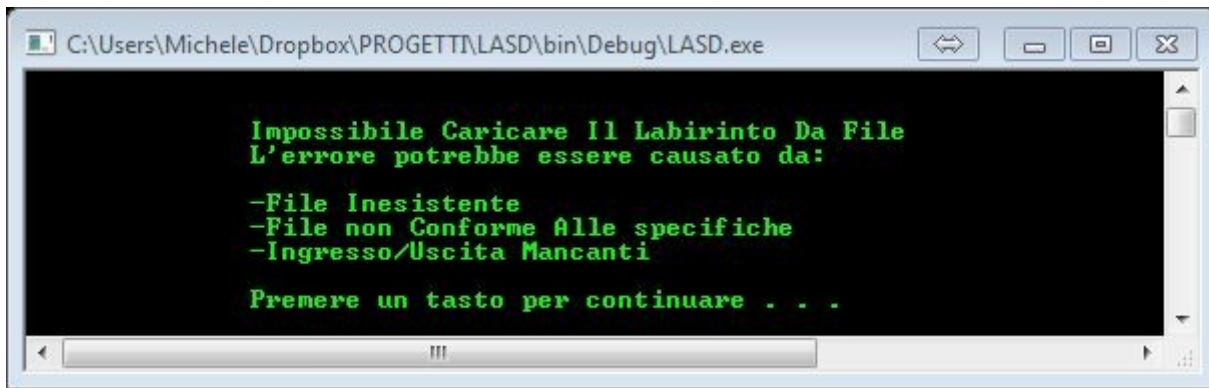 C:\Users\Michele\Dropbox\PROGETTI\LASD\bin\Debug\LASD.exe
Impossibile Caricare Il Labirinto Da File
L'errore potrebbe essere causato da:
-File Inesistente
-File non Conforme Alle specifiche
-Ingresso/Uscita Mancanti
Premere un tasto per continuare . . .